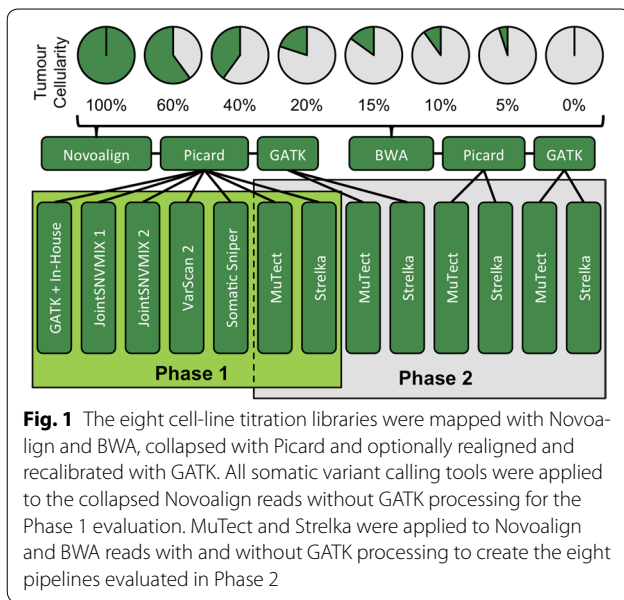 Tumour
Cellularity
100% 60% 40% 20% 15% 10% 5% 0%
Novoalign Picard GATK BWA Picard GATK
GATK + In-House
JointSNVMIX 1
JointSNVMIX 2
VarScan 2
Somatic Sniper
MuTect
Strelka
MuTect
Strelka
MuTect
Strelka
MuTect
Strelka
Phase 1 Phase 2
Fig. 1 The eight cell-line titration libraries were mapped with Novoa-
lign and BWA, collapsed with Picard and optionally realigned and
recalibrated with GATK. All somatic variant calling tools were applied
to the collapsed Novoalign reads without GATK processing for the
Phase 1 evaluation. MuTect and Strelka were applied to Novoalign
and BWA reads with and without GATK processing to create the eight
pipelines evaluated in Phase 2